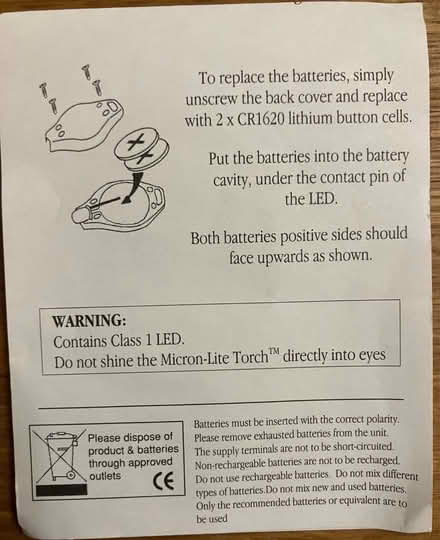 To replace the batteries, simply
unscrew the back cover and replace
with 2 x CR1620 lithium button cells.
Put the batteries into the battery
cavity, under the contact pin of
the LED.
Both batteries positive sides should
face upwards as shown.
WARNING:
Contains Class 1 LED.
Do not shine the Micron-Lite Torch™ directly into eyes
Please dispose of
product & batteries
through approved
outlets
CE
Batteries must be inserted with the correct polarity.
Please remove exhausted batteries from the unit.
The supply terminals are not to be short-circuited.
Non-rechargeable batteries are not to be recharged.
Do not use rechargeable batteries. Do not mix different
types of batteries.Do not mix new and used batteries.
Only the recommended batteries or equivalent are to
be used